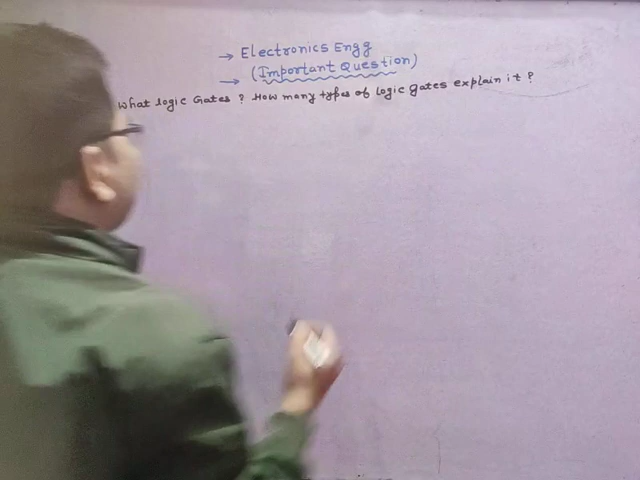 → Electronics Engg
→ (Important Question)
What logic Gates ? How many types of logic gates explain it ?